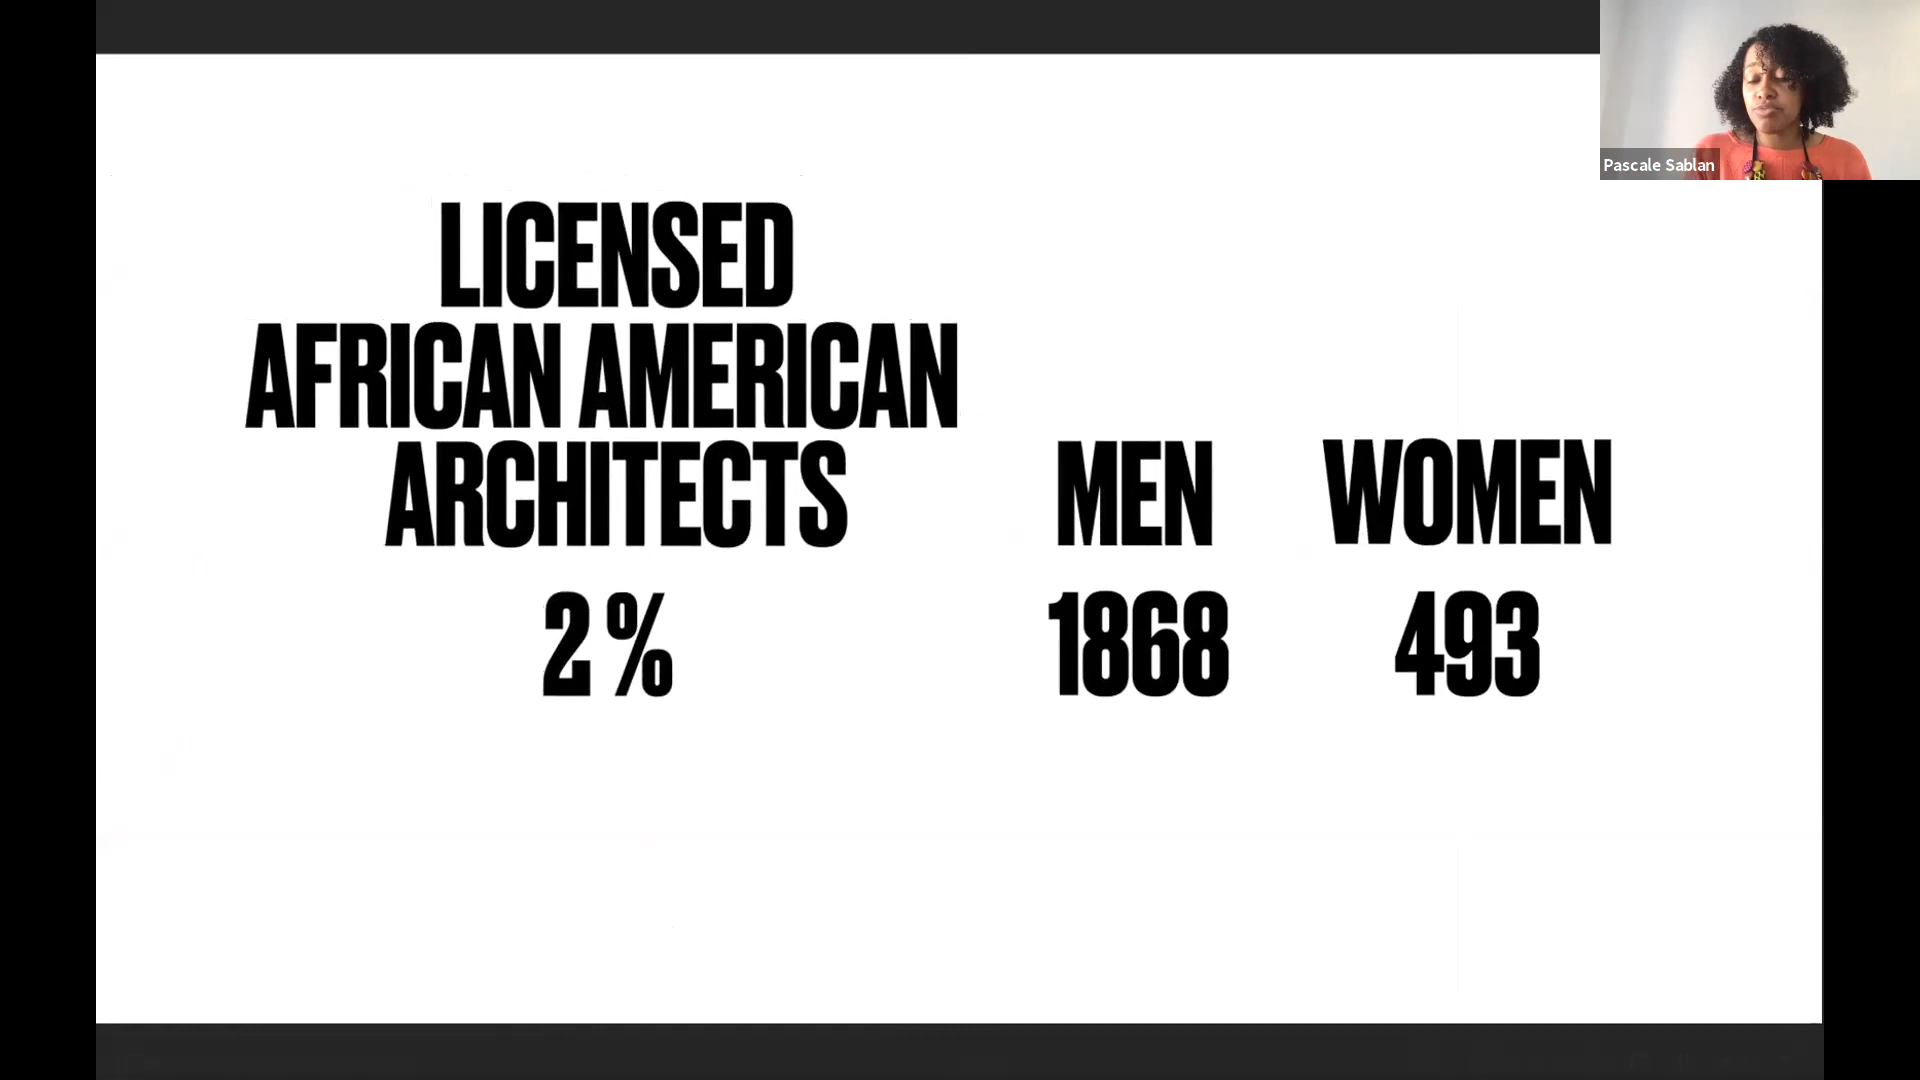 Pascale Sablan
LICENSED
AFRICAN AMERICAN
ARCHITECTS
MEN
WOMEN
2%
1868
493